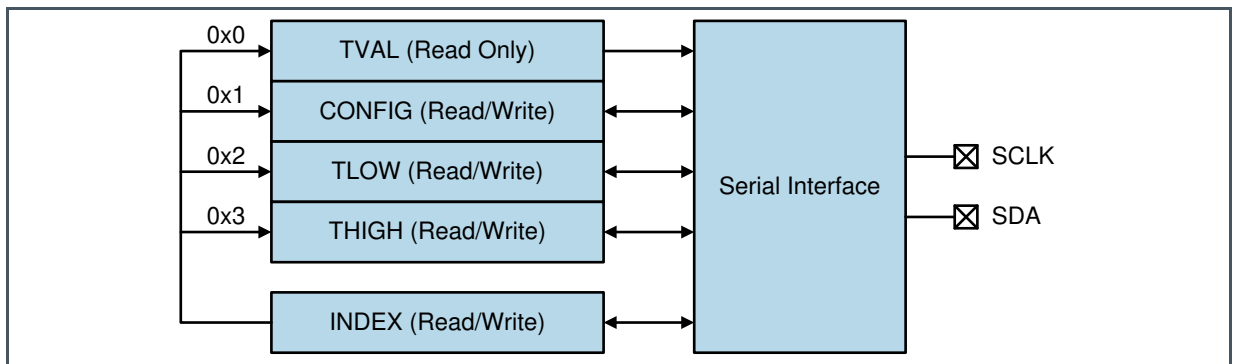 0x0
TVAL (Read Only)
0x1
CONFIG (Read/Write)
0x2
TLOW (Read/Write)
0x3
THIGH (Read/Write)
INDEX (Read/Write)
Serial Interface
SCLK
SDA